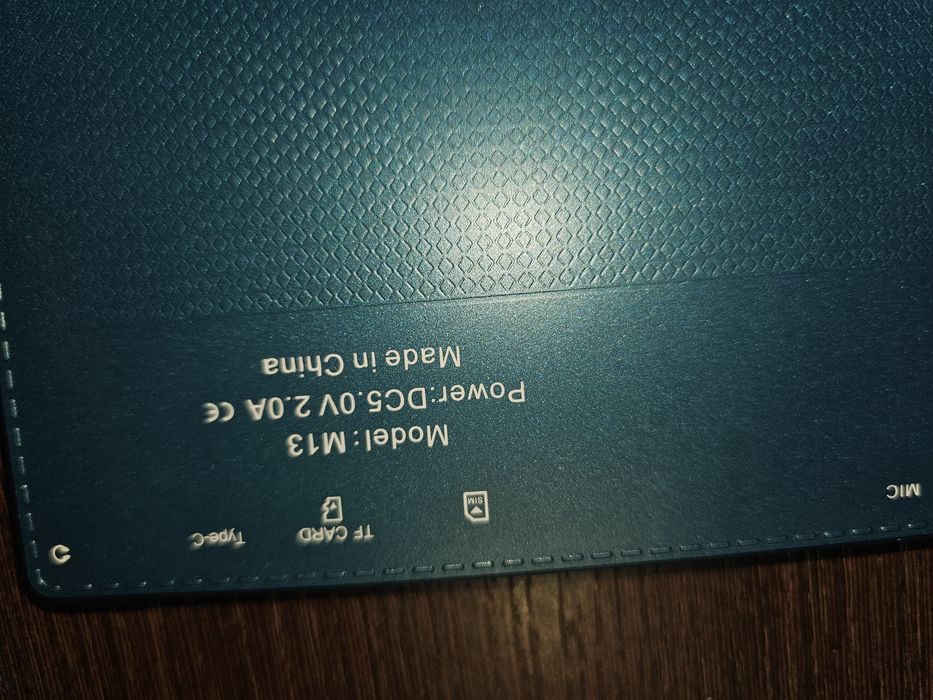 MIC
SIM
TF CARD
Type-C
Model: M13
Power:DC5.0V 2.0A CE
Made in China